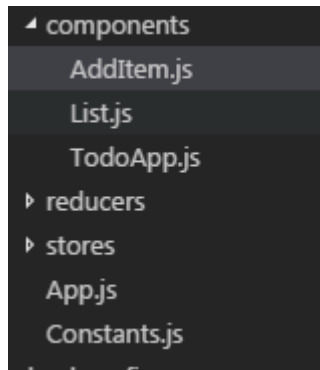 components
AddItem.js
List.js
TodoApp.js
reducers
stores
App.js
Constants.js